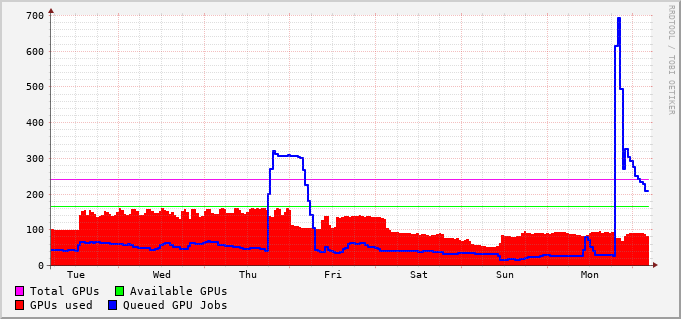 700
600
500
400
300
200
100
0
Tue Wed Thu Fri Sat Sun Mon
Total GPUs Available GPUs
GPUs used Queued GPU Jobs
RRDTOOL / TOBI OETIKER